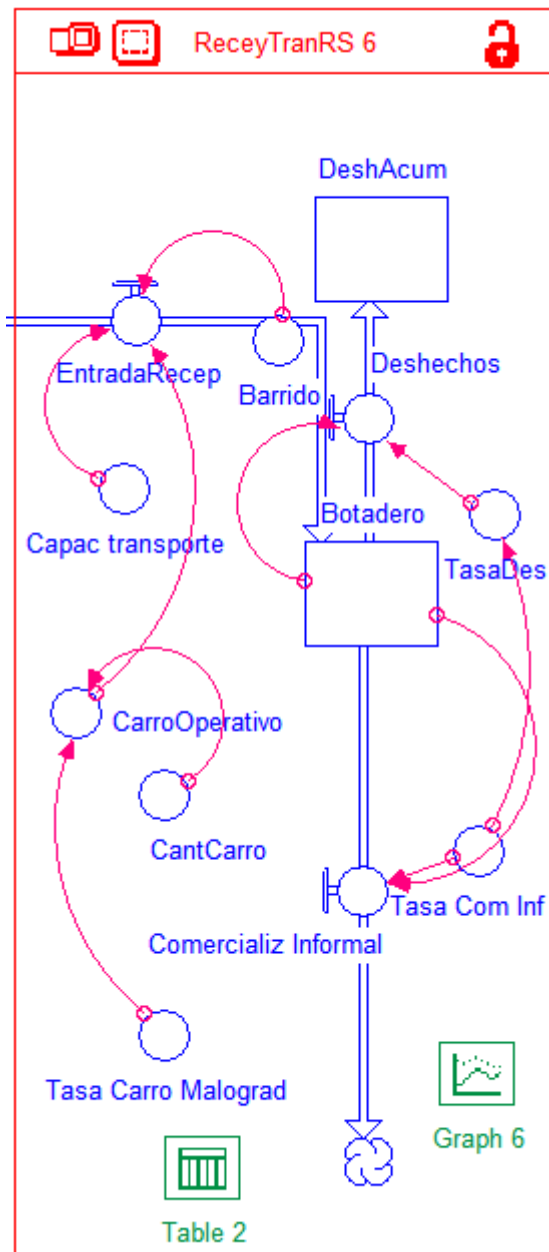 ReceyTranRS 6
DeshAcum
EntradaRecep
Barrido
Deshechos
Capac transporte
Botadero
TasaDes
CarroOperativo
CantCarro
Tasa Com Inf
Comercializ Informal
Tasa Carro Malograd
Graph 6
Table 2